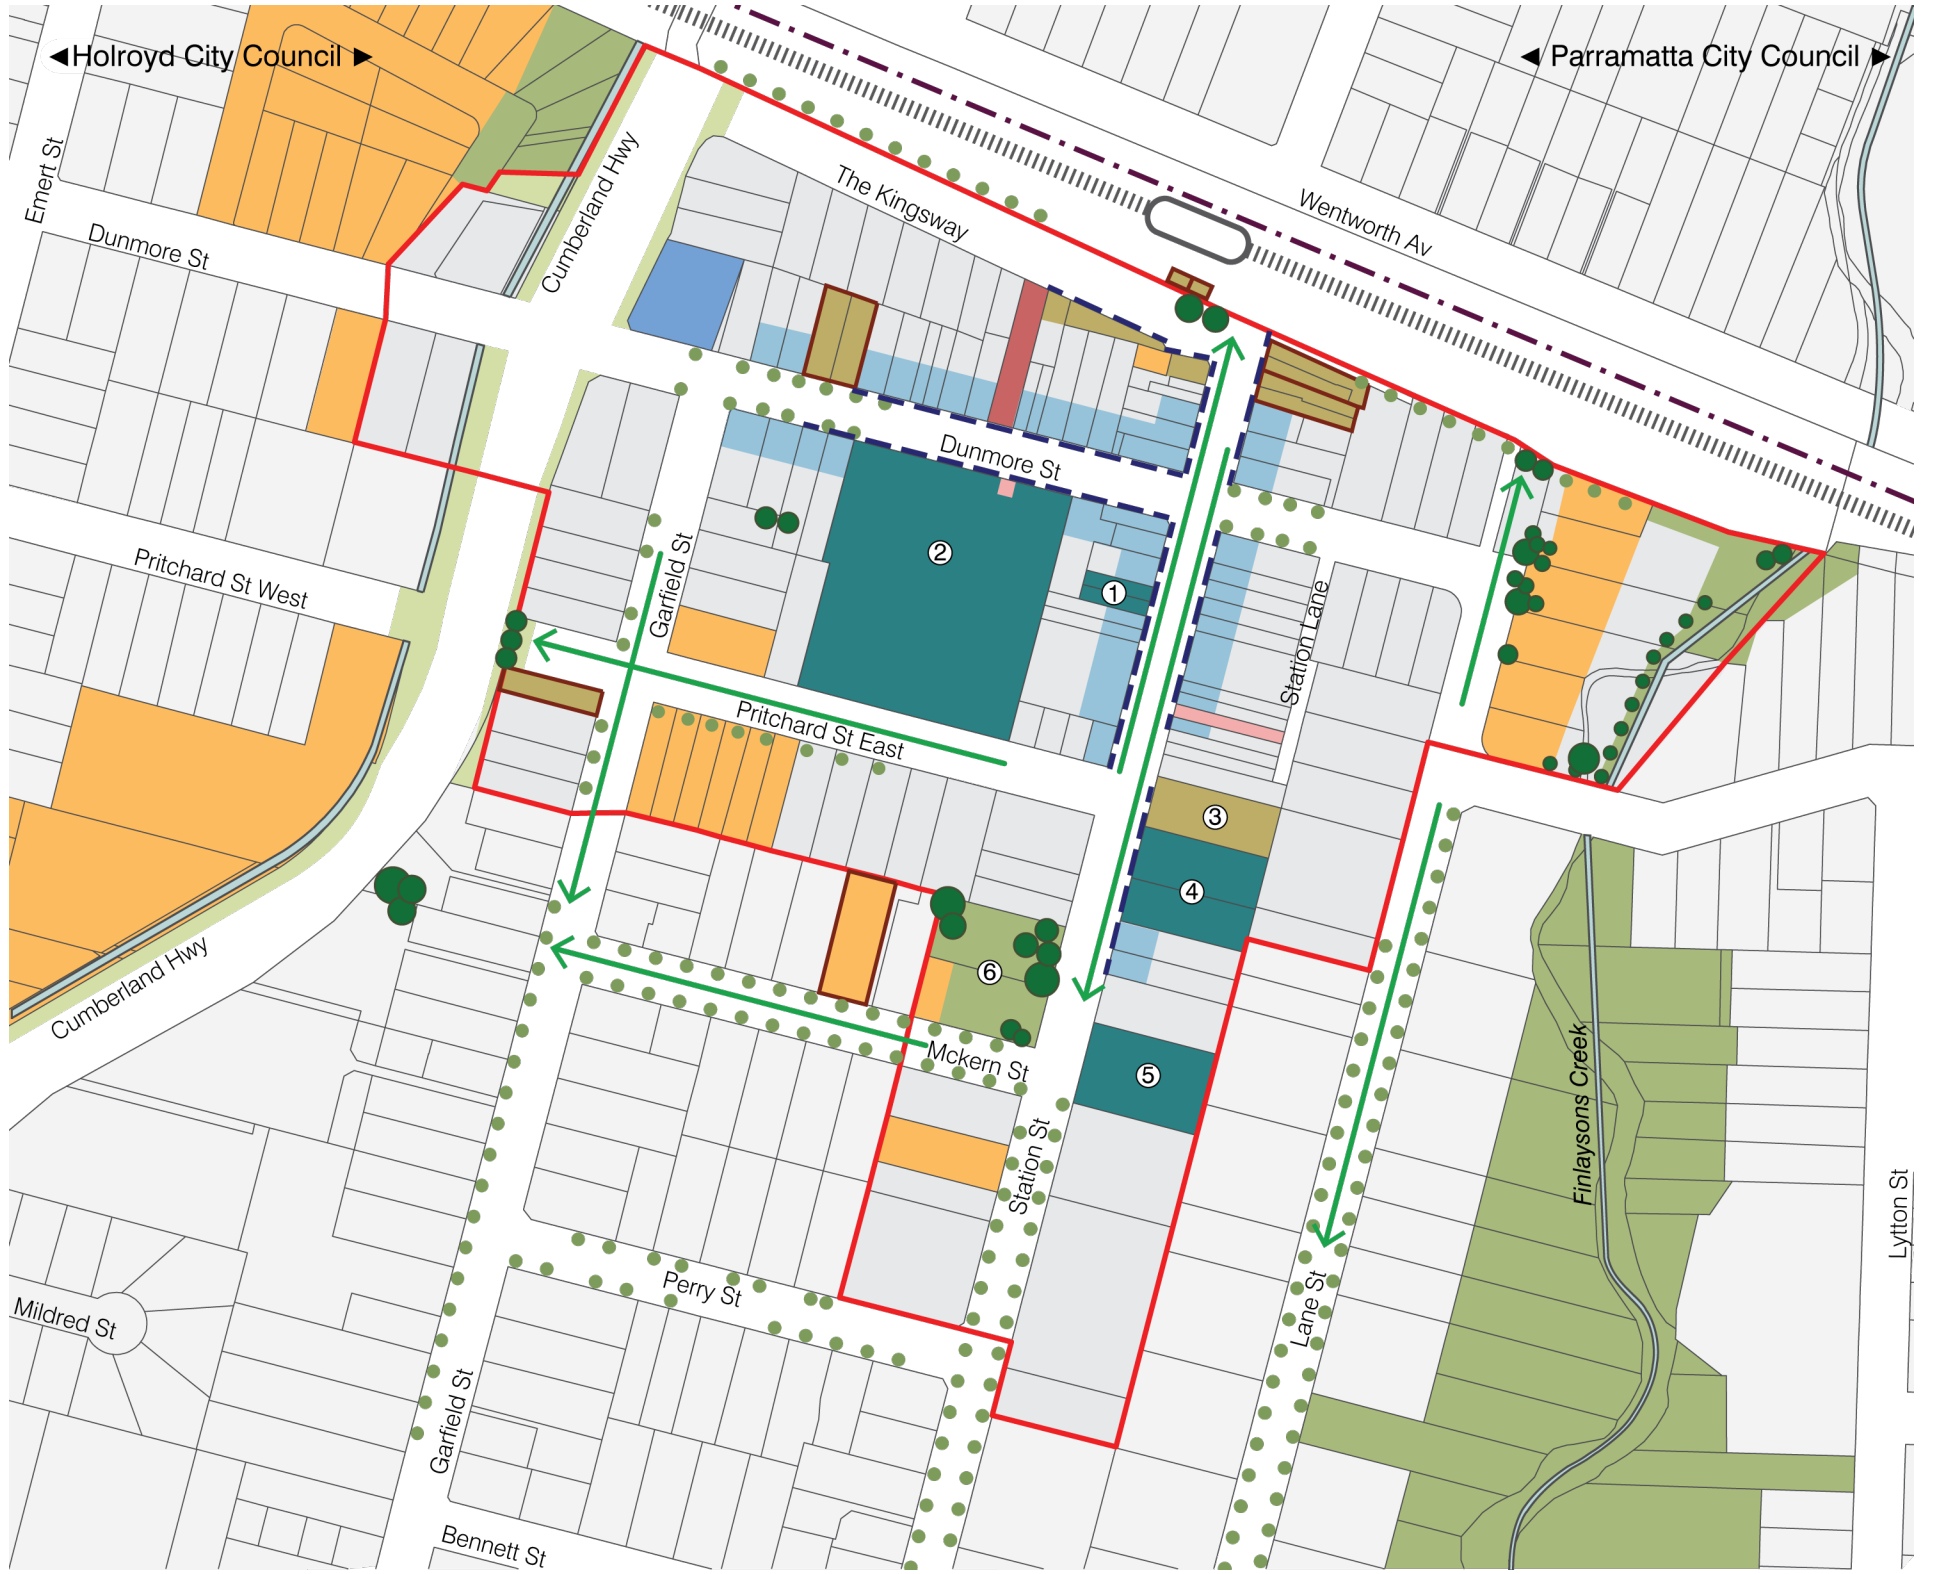 ◄Holroyd City Council ►
◄ Parramatta City Council ►
Emert St
Cumberland Hwy
The Kingsway
Wentworth Av
Dunmore St
Dunmore St
Garfield St
Pritchard St West
Station Lane
Pritchard St East
2
1
3
4
6
5
Cumberland Hwy
Mckern St
Station St
Finlaysons Creek
Lytton St
Perry St
Lane St
Mildred St
Garfield St
Bennett St